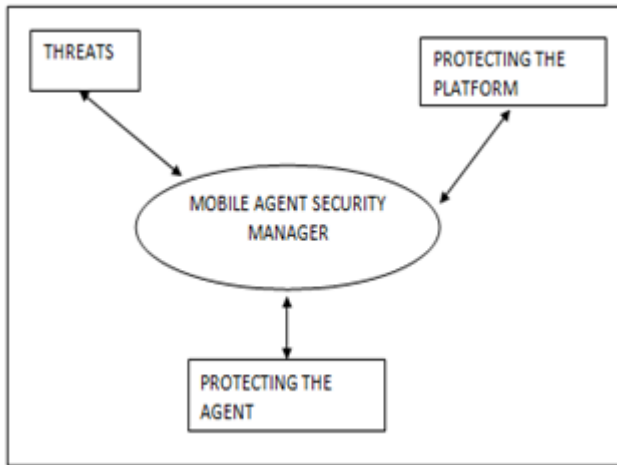 THREATS
PROTECTING THE
PLATFORM
MOBILE AGENT SECURITY
MANAGER
PROTECTING THE
AGENT